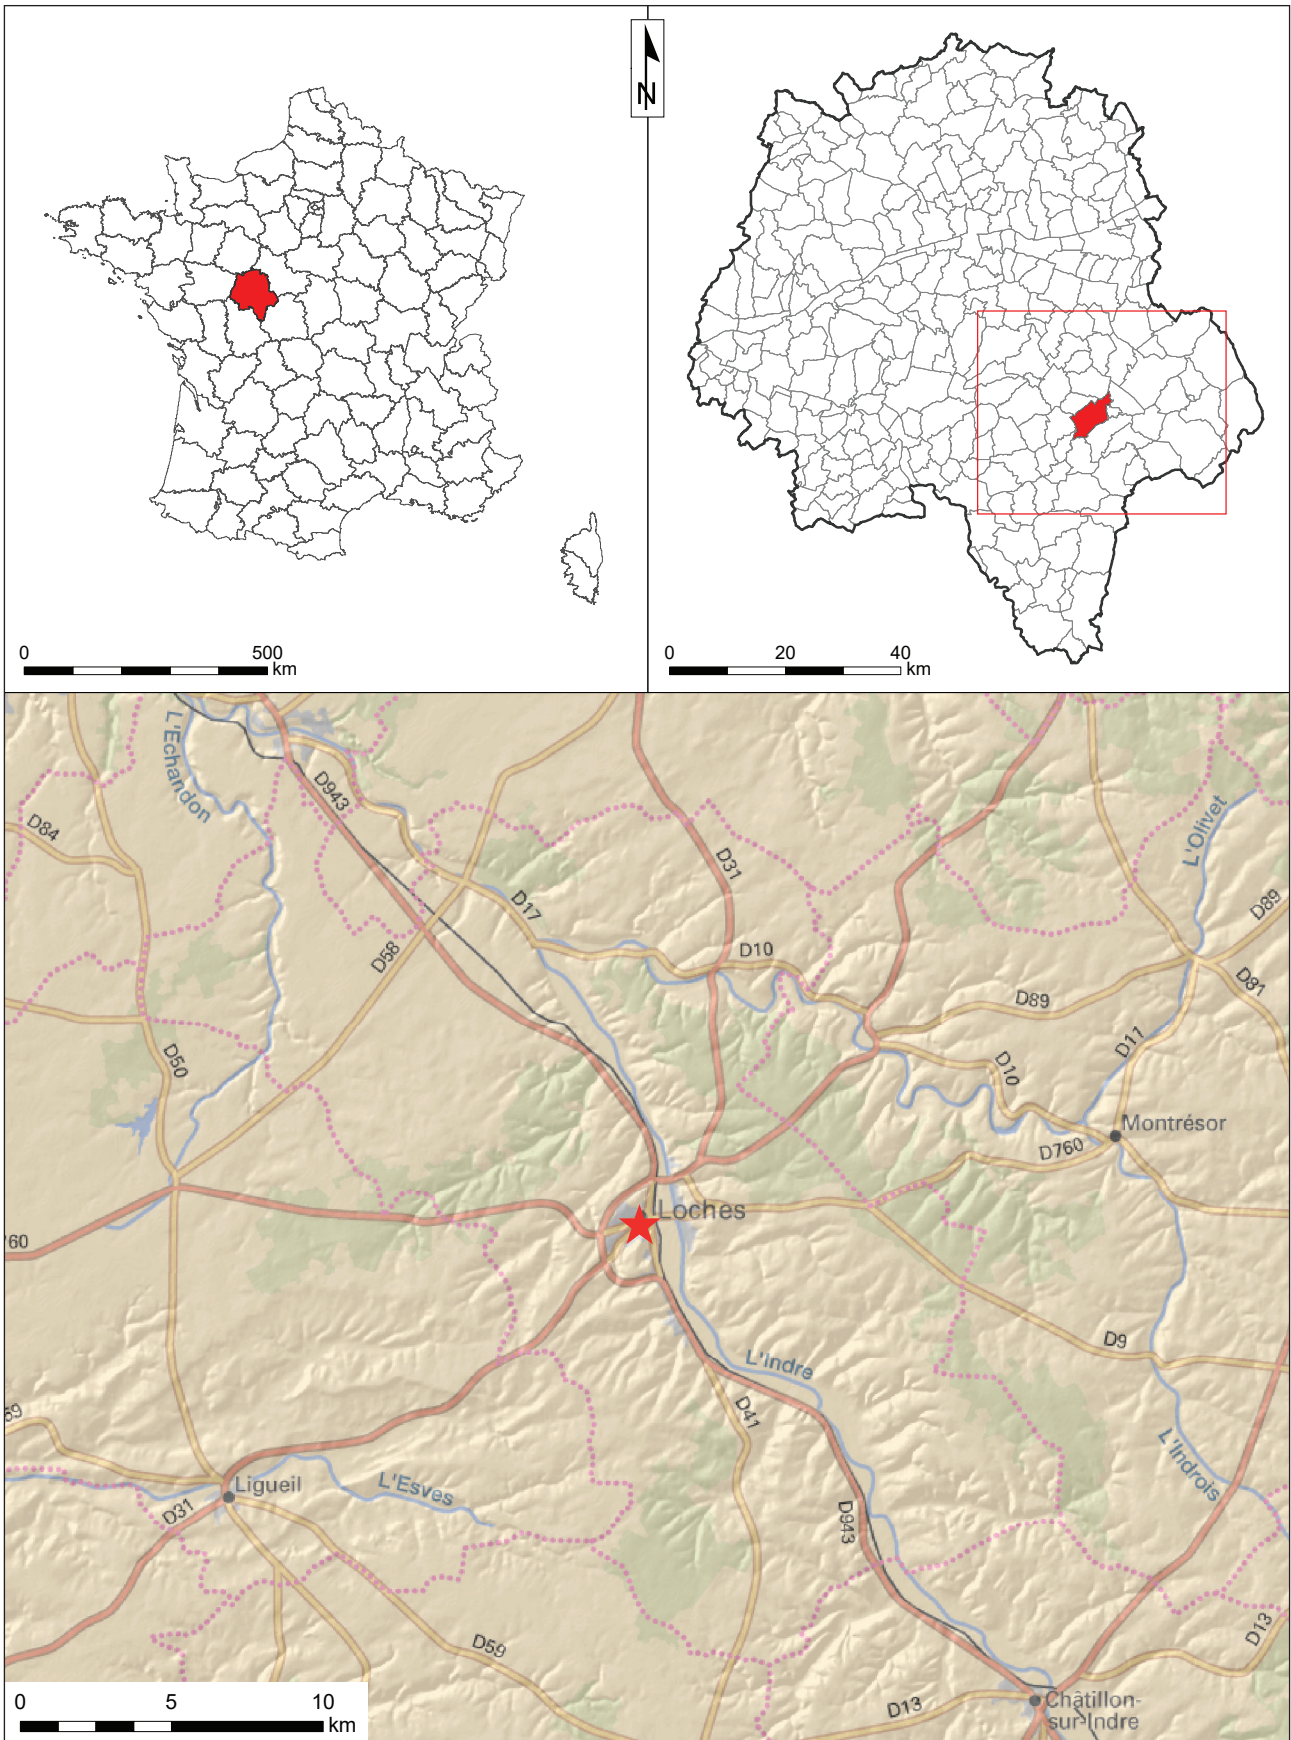 N
0 500 km
0 20 40 km
L'Echandon
D943
D84
L'Olivet
D31
D17
D89
D58
D10
D81
D89
D11
D50
D10
Montrésor
D760
Loches
'60
D9
L'Indre
D41
59
L'Indrois
Ligueil
L'Esves
D31
D943
D13
D59
D13
Châtillon-
sur-Indre
0 5 10
km